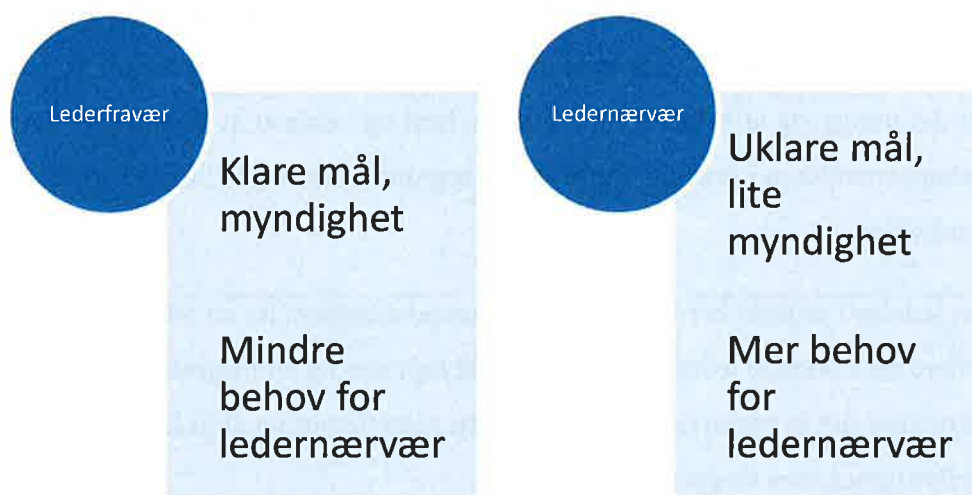 Lederfravær
Klare mål,
myndighet
Mindre
behov for
ledernærvær
Ledernærvær
Uklare mål,
lite
myndighet
Mer behov
for
ledernærvær